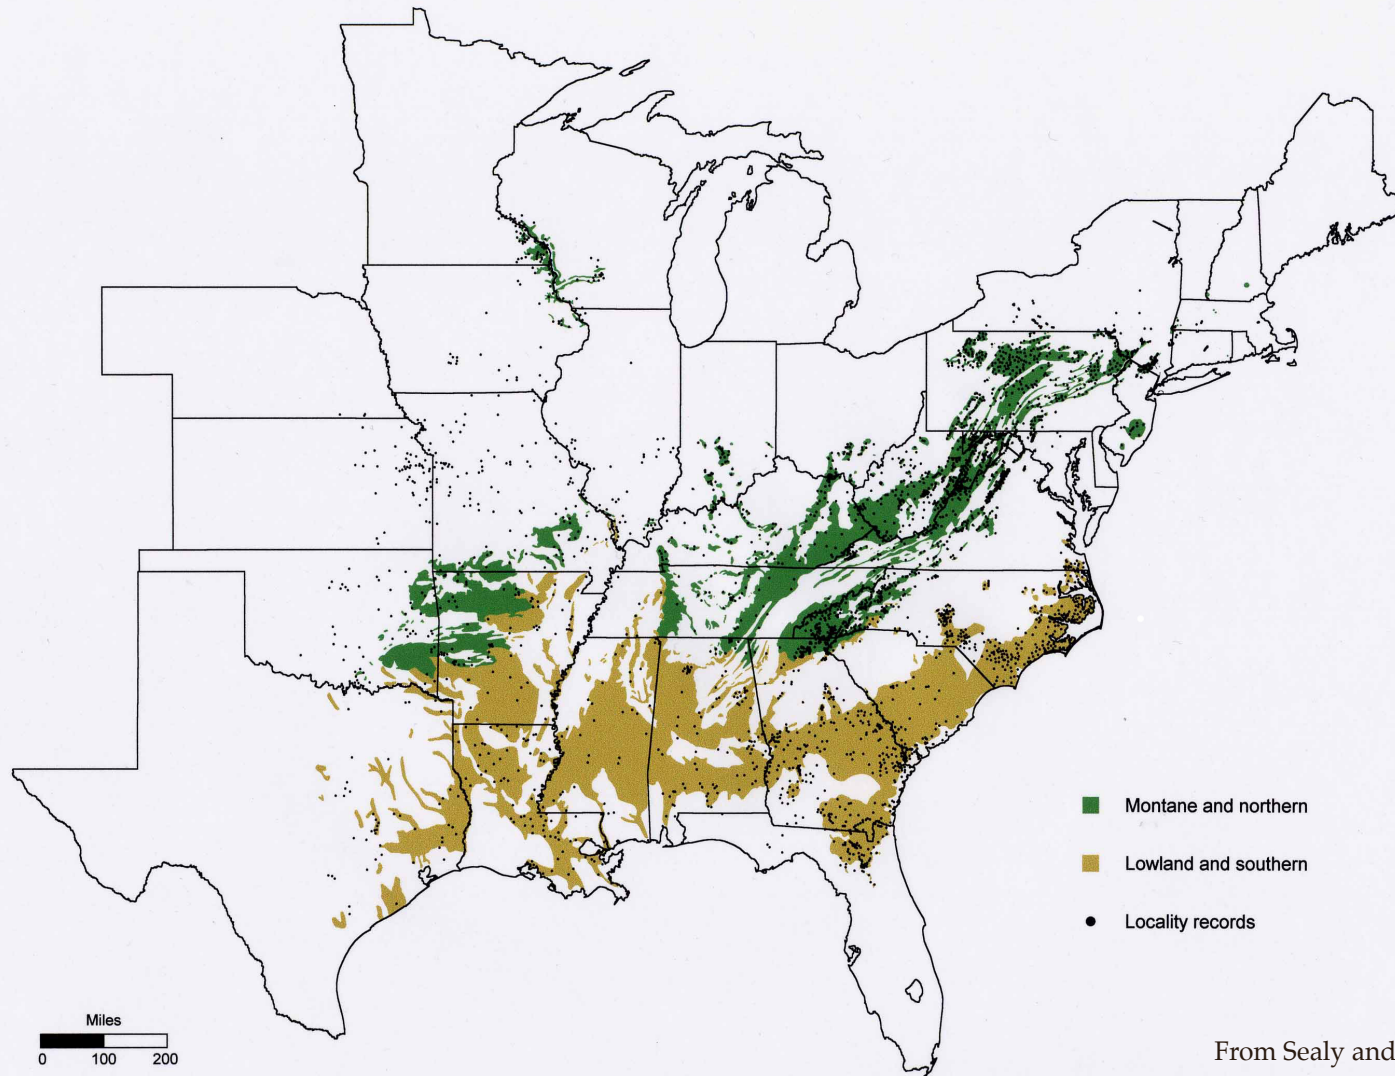 Montane and northern
Lowland and southern
Locality records
Miles
0 100 200
From Sealy and